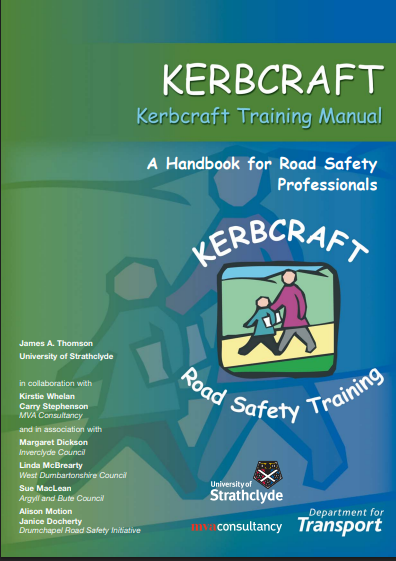 KERBCRAFT
Kerbcraft Training Manual
A Handbook for Road Safety
Professionals
KERBCRAFT
Road Safety Training
James A. Thomson
University of Strathclyde
in collaboration with
Kirstie Whelan
Carry Stephenson
MVA Consultancy
and in association with
Margaret Dickson
Inverclyde Council
Linda McBrearty
West Dumbartonshire Council
Sue MacLean
Argyll and Bute Council
Alison Motion
Janice Docherty
Drumchapel Road Safety Initiative
University of
Strathclyde
mvaconsultancy
Department for
Transport